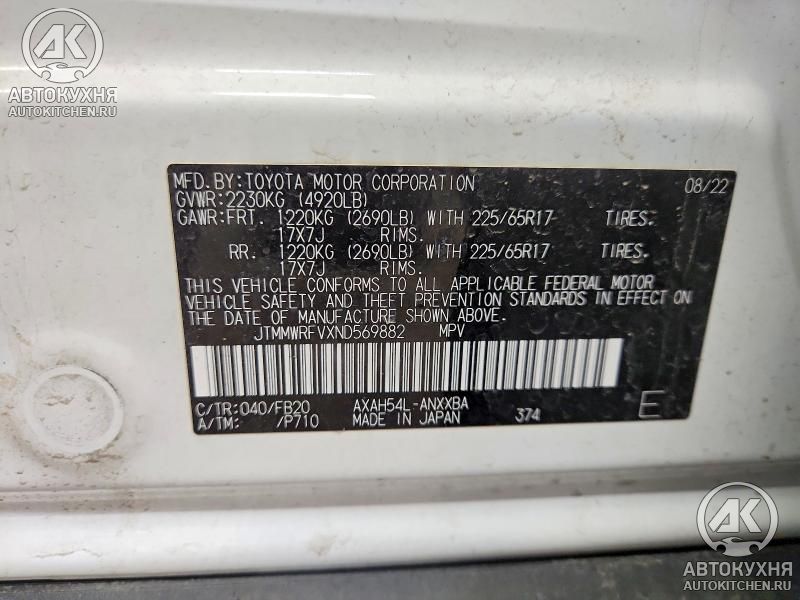 АК
АВТОКУХНЯ
AUTOKITCHEN.RU
MFD.BY:TOYOTA MOTOR CORPORATION 08/22
GVWR:2230KG (4920LB)
GAWR:FRT. 1220KG (2690LB) WITH 225/65R17 TIRES.
17X7J RIMS.
RR. 1220KG (2690LB) WITH 225/65R17 TIRES.
17X7J RIMS.
THIS VEHICLE CONFORMS TO ALL APPLICABLE FEDERAL MOTOR
VEHICLE SAFETY AND THEFT PREVENTION STANDARDS IN EFFECT ON
THE DATE OF MANUFACTURE SHOWN ABOVE.
JTMMWRFVXND569882 MPV
C/TR:040/FB20 AXAH54L-ANXXBA
A/TM: /P710 MADE IN JAPAN 374 E
АК
АВТОКУХНЯ
AUTOKITCHEN.RU